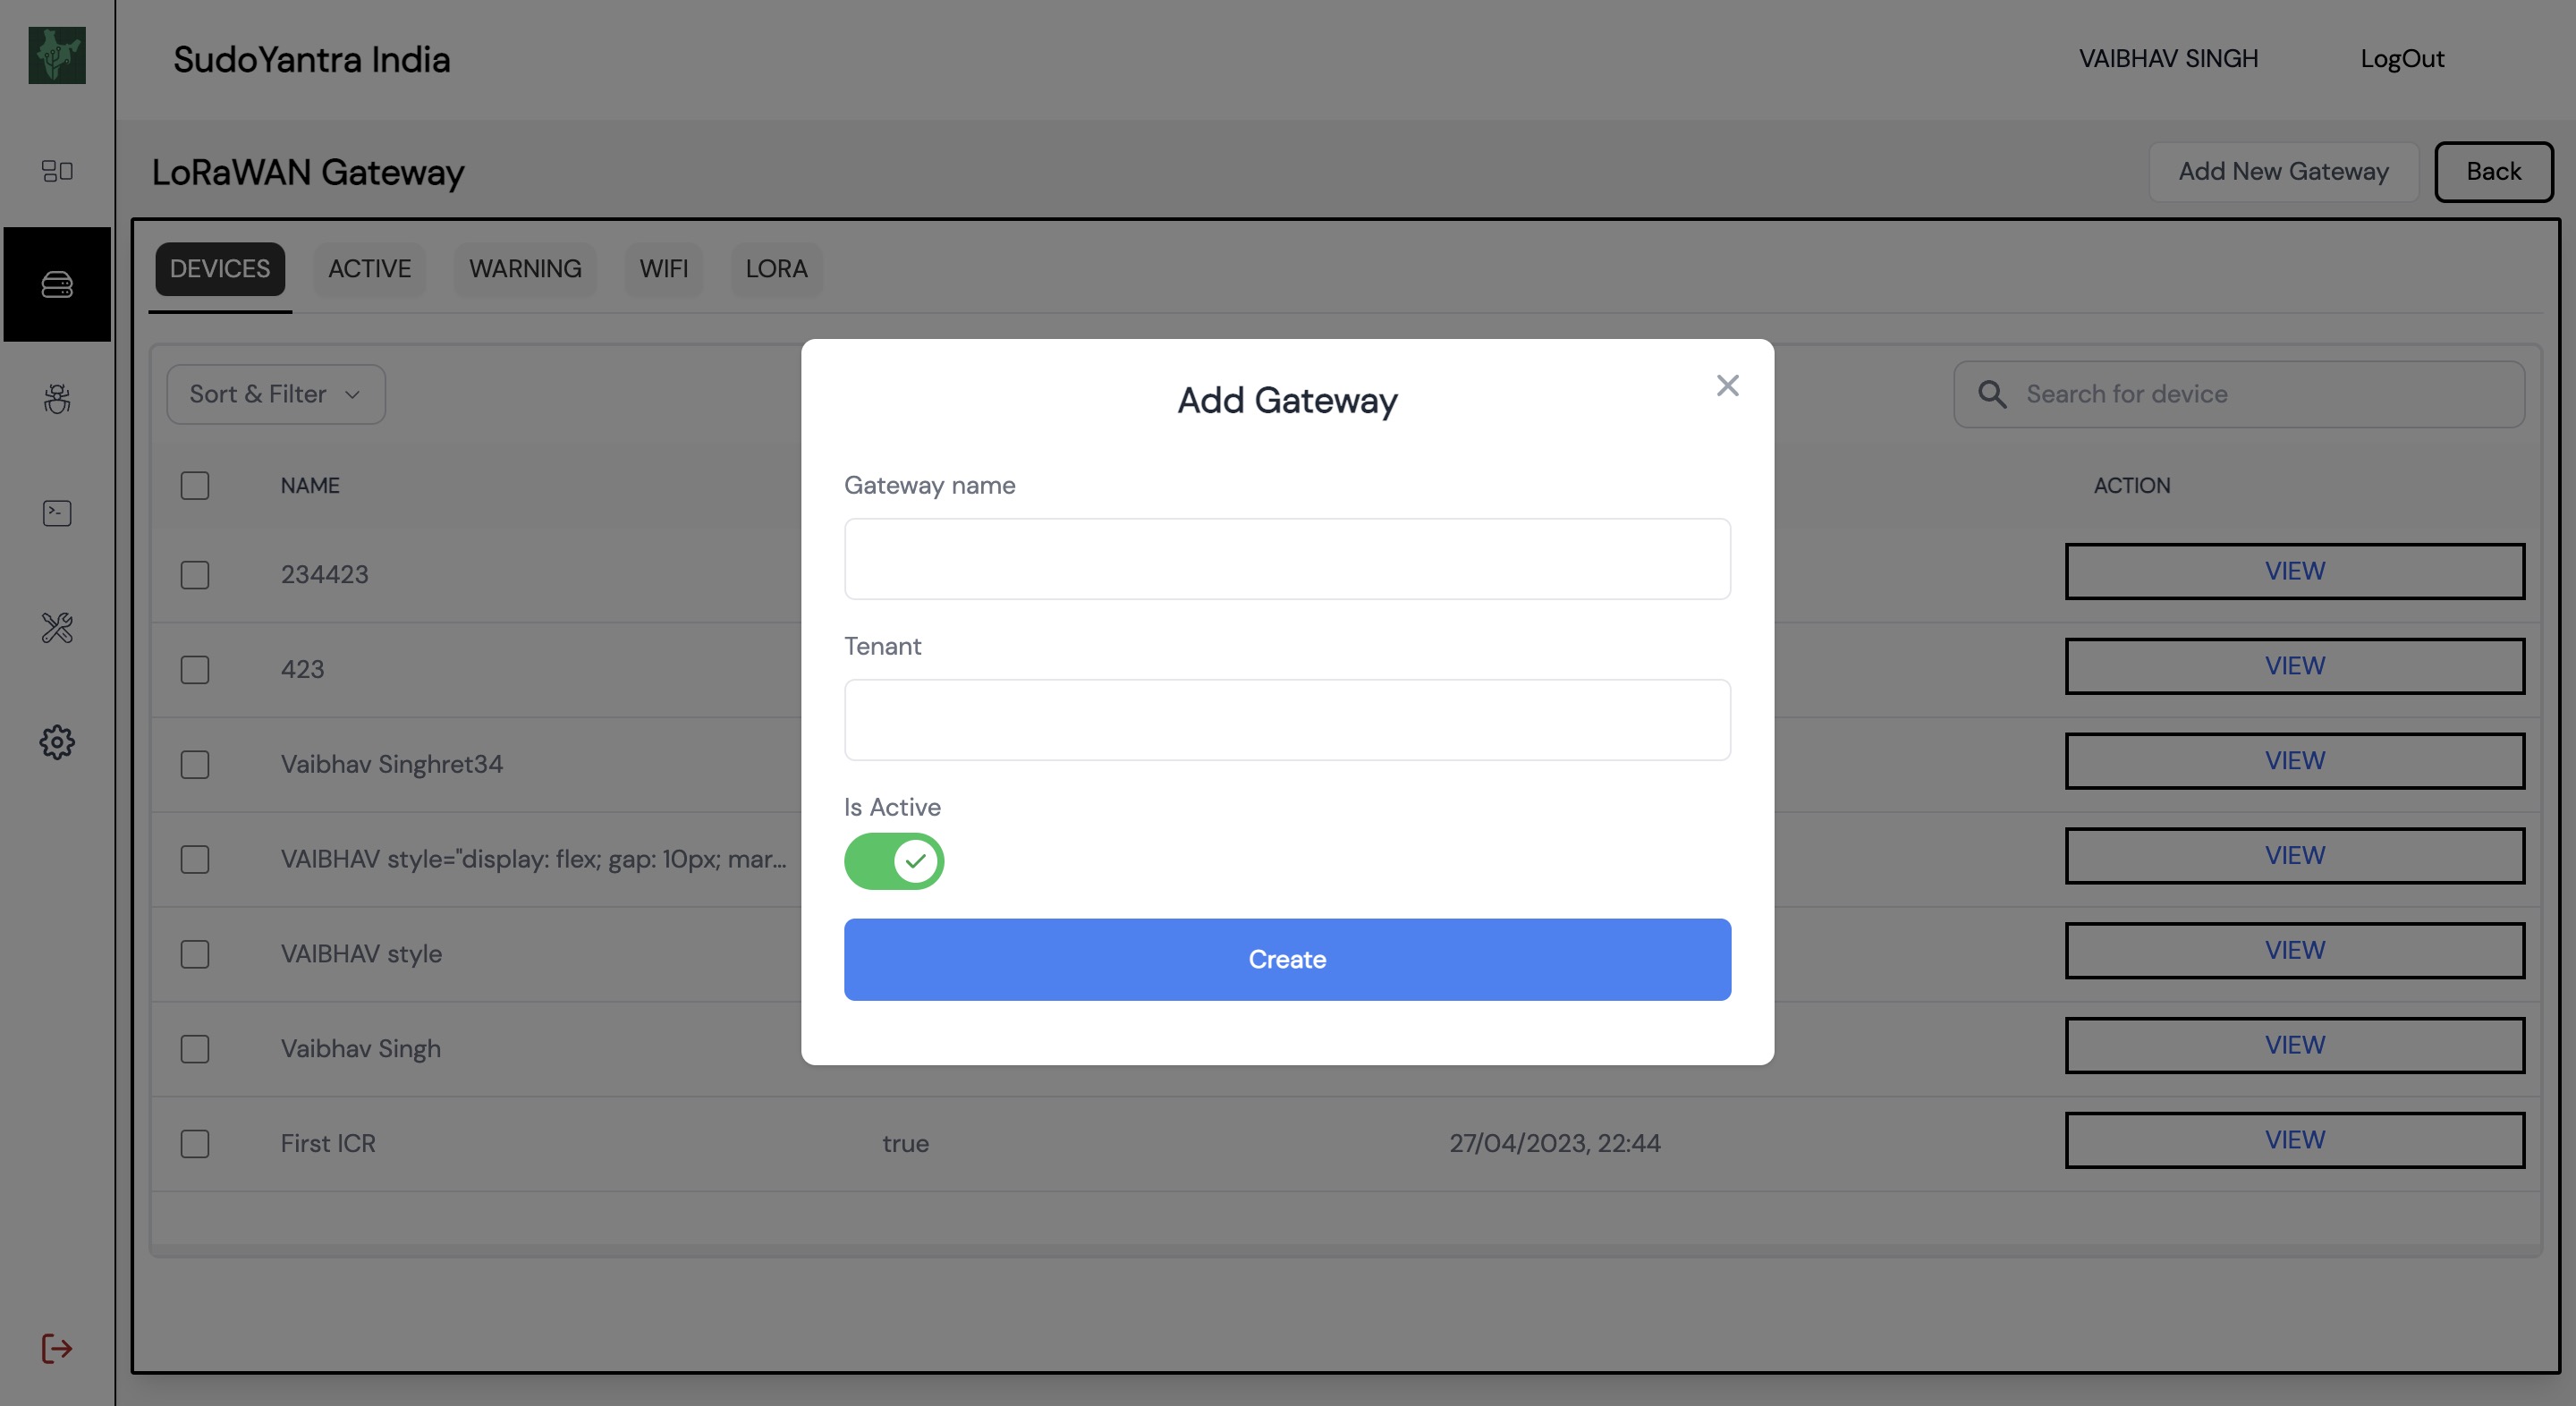 SudoYantra India
VAIBHAV SINGH
LogOut
LoRaWAN Gateway
Add New Gateway
Back
DEVICES
ACTIVE
WARNING
WIFI
LORA
Sort & Filter
Search for device
NAME
ACTION
234423
VIEW
423
VIEW
Vaibhav Singhret34
VIEW
VAIBHAV style="display: flex; gap: 10px; mar...
VIEW
VAIBHAV style
VIEW
Vaibhav Singh
VIEW
First ICR
true
27/04/2023, 22:44
VIEW
Add Gateway
Gateway name
Tenant
Is Active
Create